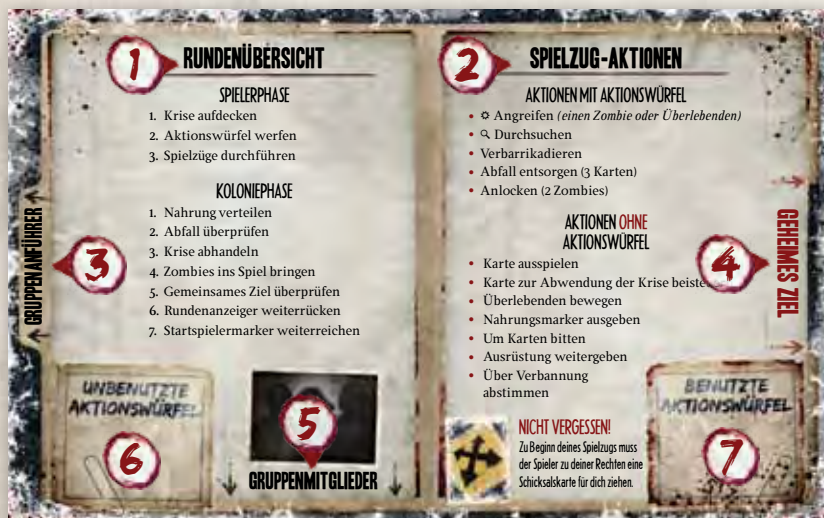 1
RUNDENÜBERSICHT
SPIELERPHASE
1. Krise aufdecken
2. Aktionswürfel werfen
3. Spielzüge durchführen
KOLONIEPHASE
1. Nahrung verteilen
2. Abfall überprüfen
3. Krise abhandeln
4. Zombies ins Spiel bringen
5. Gemeinsames Ziel überprüfen
6. Rundenanzeiger weiterrücken
7. Startspielermarker weiterreichen
GRUPPENANFÜHRER
3
UNBENUTZTE
AKTIONSWÜRFEL
6
5
GRUPPENMITGLIEDER
2
SPIELZUG-AKTIONEN
AKTIONEN MIT AKTIONSWÜRFEL
• Angreifen (einen Zombie oder Überlebenden)
• Durchsuchen
• Verbarrikadieren
• Abfall entsorgen (3 Karten)
• Anlocken (2 Zombies)
AKTIONEN OHNE
AKTIONSWÜRFEL
• Karte ausspielen
• Karte zur Abwendung der Krise beiste
• Überlebenden bewegen
• Nahrungsmarker ausgeben
• Um Karten bitten
• Ausrüstung weitergeben
• Über Verbannung
abstimmen
4
GEHEIMES ZIEL
NICHT VERGESSEN!
Zu Beginn deines Spielzugs muss
der Spieler zu deiner Rechten eine
Schicksalskarte für dich ziehen.
BENUTZTE
AKTIONSWÜRFEL
7